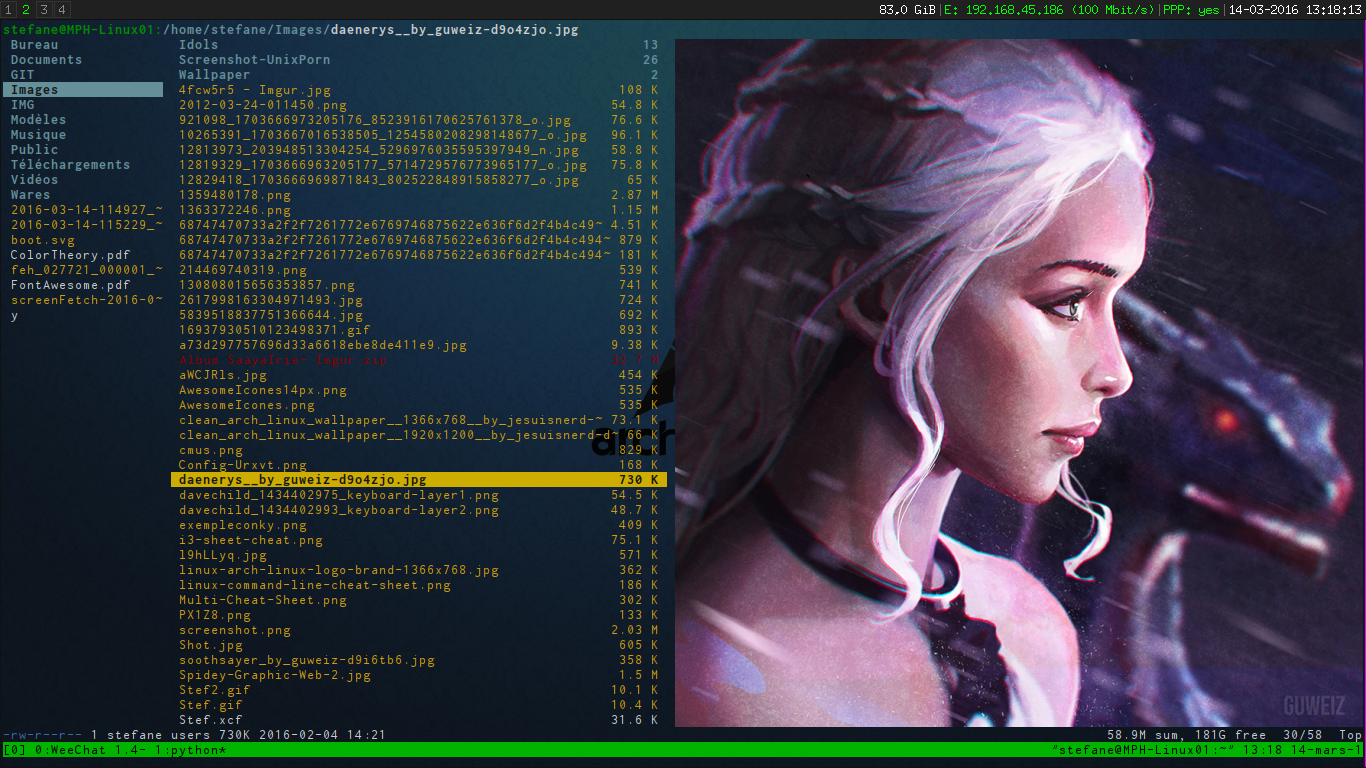 1 2 3 4 83,0 GiB|E: 192.168.45.186 (100 Mbit/s)|PPP: yes|14-03-2016 13:18:13
stefane@MPH-Linux01:/home/stefane/Images/daenerys__by_guweiz-d9o4zjo.jpg
Bureau
Documents
GIT
Images
IMG
Modèles
Musique
Public
Téléchargements
Vidéos
Wares
2016-03-14-114927_~
2016-03-14-115229_~
boot.svg
ColorTheory.pdf
feh_027721_000001_~
FontAwesome.pdf
screenFetch-2016-0~
y
Idols 13
Screenshot-UnixPorn 26
Wallpaper 2
4fcw5r5 - Imgur.jpg 108 K
2012-03-24-011450.png 54.8 K
921098_1703666973205176_8523916170625761378_o.jpg 76.6 K
10265391_1703667016538505_1254580208298148677_o.jpg 96.1 K
12813973_203948513304254_5296976035595397949_n.jpg 58.8 K
12819329_1703666963205177_5714729576773965177_o.jpg 75.8 K
12829418_1703666969871843_802522848915858277_o.jpg 65 K
1359480178.png 2.87 M
1363372246.png 1.15 M
68747470733a2f2f7261772e6769746875622e636f6d2f4b4c49~ 4.51 K
68747470733a2f2f7261772e6769746875622e636f6d2f4b4c494~ 879 K
68747470733a2f2f7261772e6769746875622e636f6d2f4b4c494~ 181 K
214469740319.png 539 K
1308080815656353857.png 741 K
2617998163304971493.jpg 724 K
5839518837751366644.jpg 692 K
16937930510123498371.gif 893 K
a73d297757696d33a6618ebe8de411e9.jpg 9.38 K
Album Saayairie- Imgur.zip M
aWCJRls.jpg 454 K
AwesomeIcones14px.png 535 K
AwesomeIcons.png 535 K
clean_arch_linux_wallpaper__1366x768__by_jesuisnerd-~ 73.1 K
clean_arch_linux_wallpaper__1920x1200__by_jesuisnerd-d~ 166 K
cmus.png 829 K
Config-Urxvt.png 168 K
daenerys__by_guweiz-d9o4zjo.jpg 730 K
davechild_1434402975_keyboard-layer1.png 54.5 K
davechild_1434402993_keyboard-layer2.png 48.7 K
exempleconky.png 409 K
i3-sheet-cheat.png 75.1 K
l9hLLyq.jpg 571 K
linux-arch-linux-logo-brand-1366x768.jpg 362 K
linux-command-line-cheat-sheet.png 186 K
Multi-Cheat-Sheet.png 302 K
PX1Z8.png 133 K
screenshot.png 2.03 M
Shot.jpg 605 K
soothsayer_by_guweiz-d9i6tb6.jpg 358 K
Spidey-Graphic-Web-2.jpg 1.5 M
Stef2.gif 10.1 K
Stef.gif 10.4 K
Stef.xcf 31.6 K
arch
GUWEIZ
-rw-r--r-- 1 stefane users 730K 2016-02-04 14:21 58.9M sum, 181G free 30/58 Top
[0] 0:WeeChat 1.4- 1:python* "stefane@MPH-Linux01:~" 13:18 14-mars-1